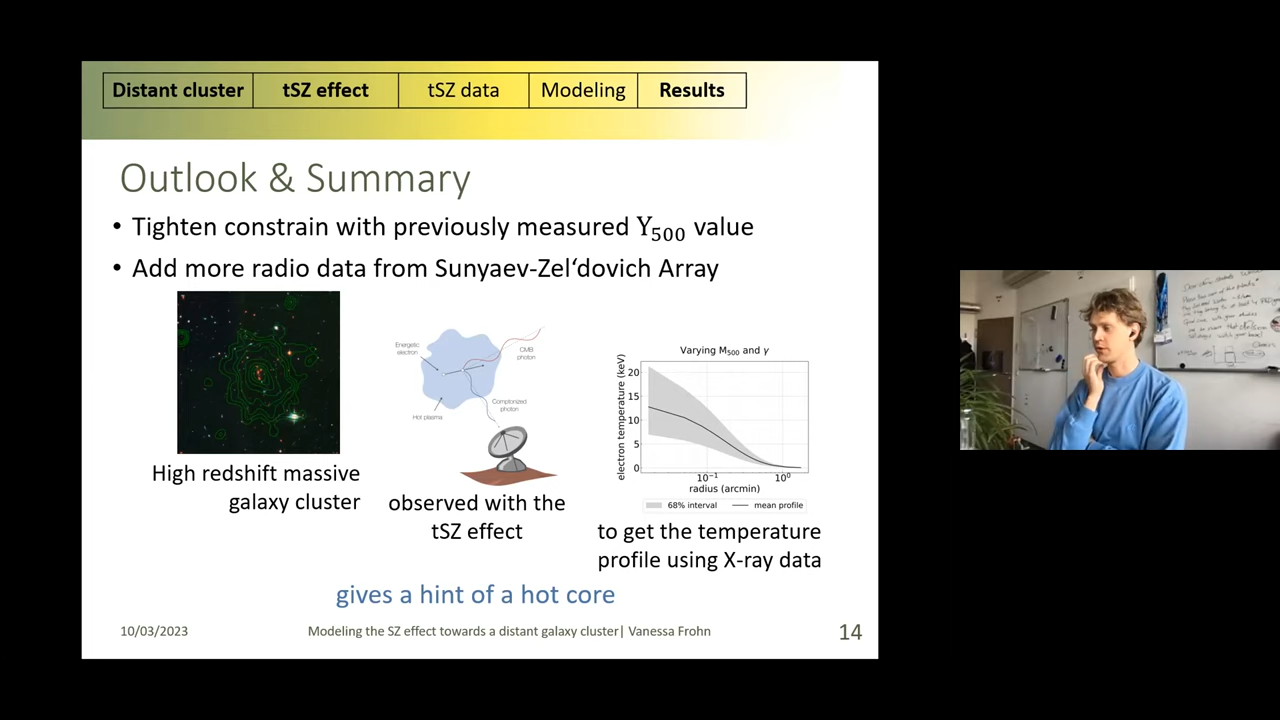 Distant cluster tSZ effect tSZ data Modeling Results
Outlook & Summary
• Tighten constrain with previously measured Y₅₀₀ value
• Add more radio data from Sunyaev-Zel‘dovich Array
Energetic
electron
CMB
photon
Hot plasma
Comptonized
photon
Varying M₅₀₀ and γ
electron temperature (keV)
20
15
10
5
0
10⁻¹
10⁰
radius (arcmin)
68% interval mean profile
High redshift massive
galaxy cluster
observed with the
tSZ effect
to get the temperature
profile using X-ray data
gives a hint of a hot core
10/03/2023
Modeling the SZ effect towards a distant galaxy cluster| Vanessa Frohn
14